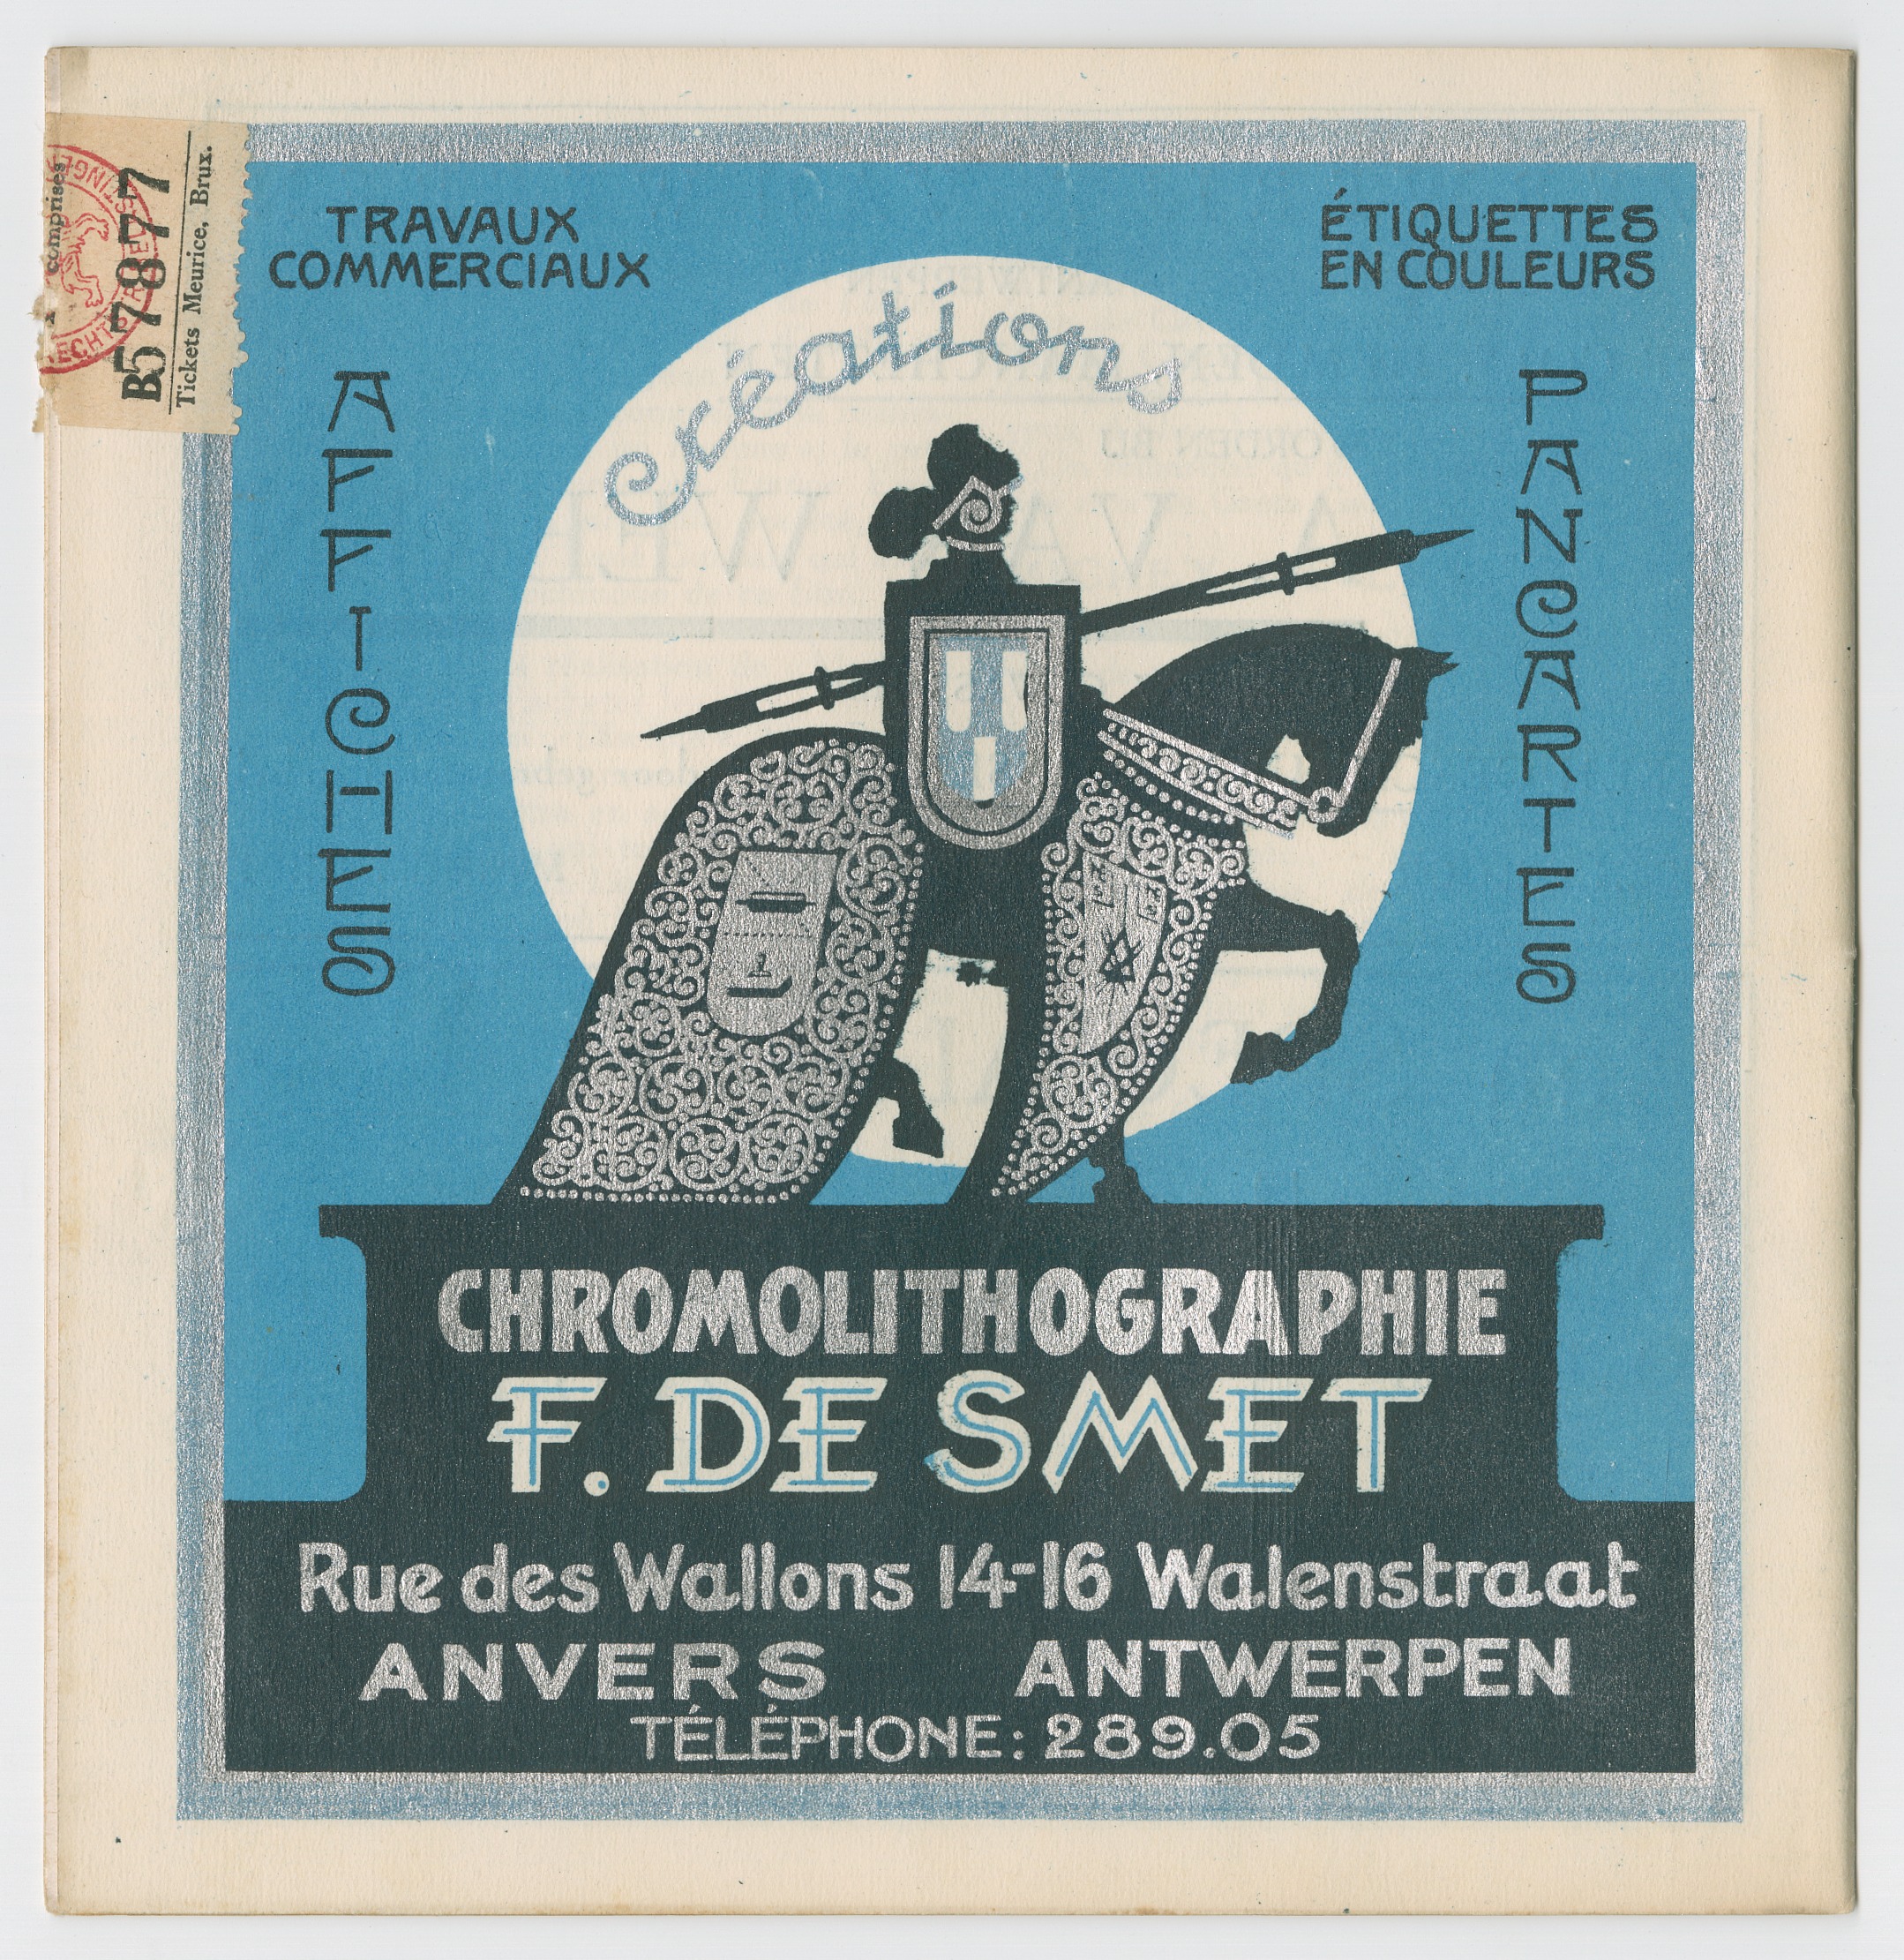 TRAVAUX
COMMERCIAUX
ÉTIQUETTES
EN COULEURS
créations
AFFICHES
PANCARTES
CHROMOLITHOGRAPHIE
F. DE SMET
Rue des Wallons 14-16 Walenstraat
ANVERS ANTWERPEN
TÉLÉPHONE: 289.05
comprises
B57877
Tickets Meurice, Brux.